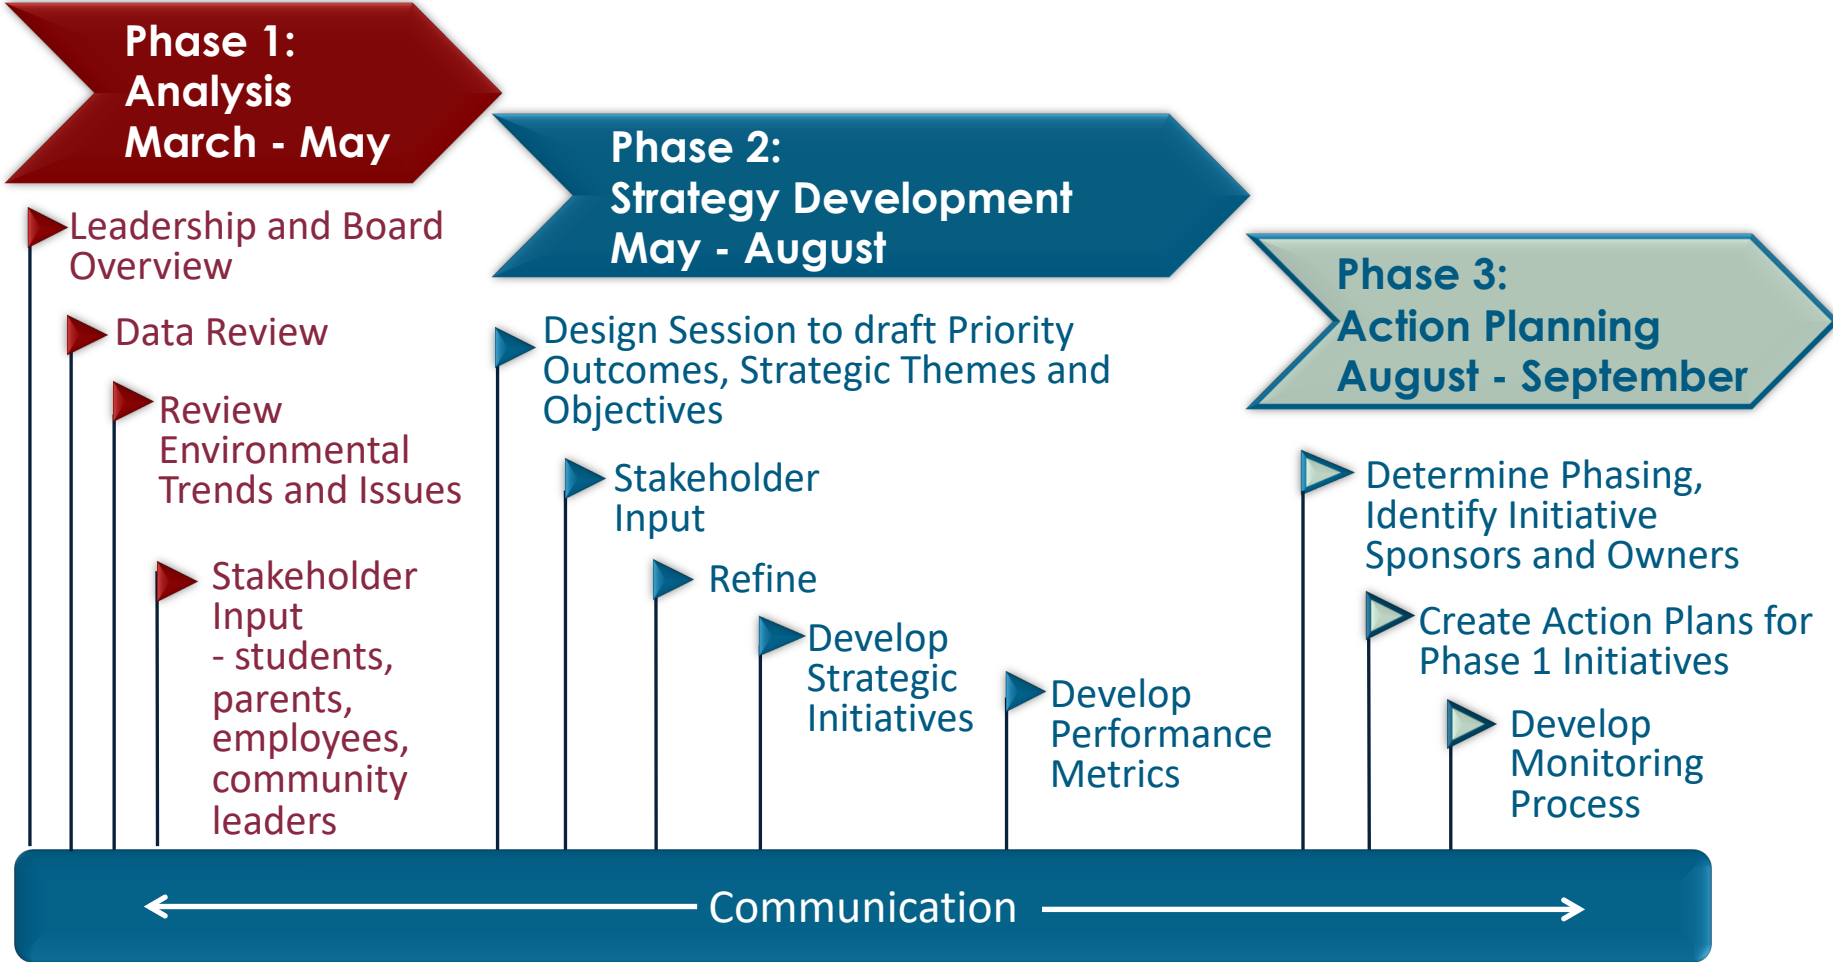 Phase 1:
Analysis
March - May
Leadership and Board
Overview
Data Review
Review
Environmental
Trends and Issues
Stakeholder
Input
- students,
parents,
employees,
community
leaders
Phase 2:
Strategy Development
May - August
Design Session to draft Priority
Outcomes, Strategic Themes and
Objectives
Stakeholder
Input
Refine
Develop
Strategic
Initiatives
Develop
Performance
Metrics
Phase 3:
Action Planning
August - September
Determine Phasing,
Identify Initiative
Sponsors and Owners
Create Action Plans for
Phase 1 Initiatives
Develop
Monitoring
Process
Communication